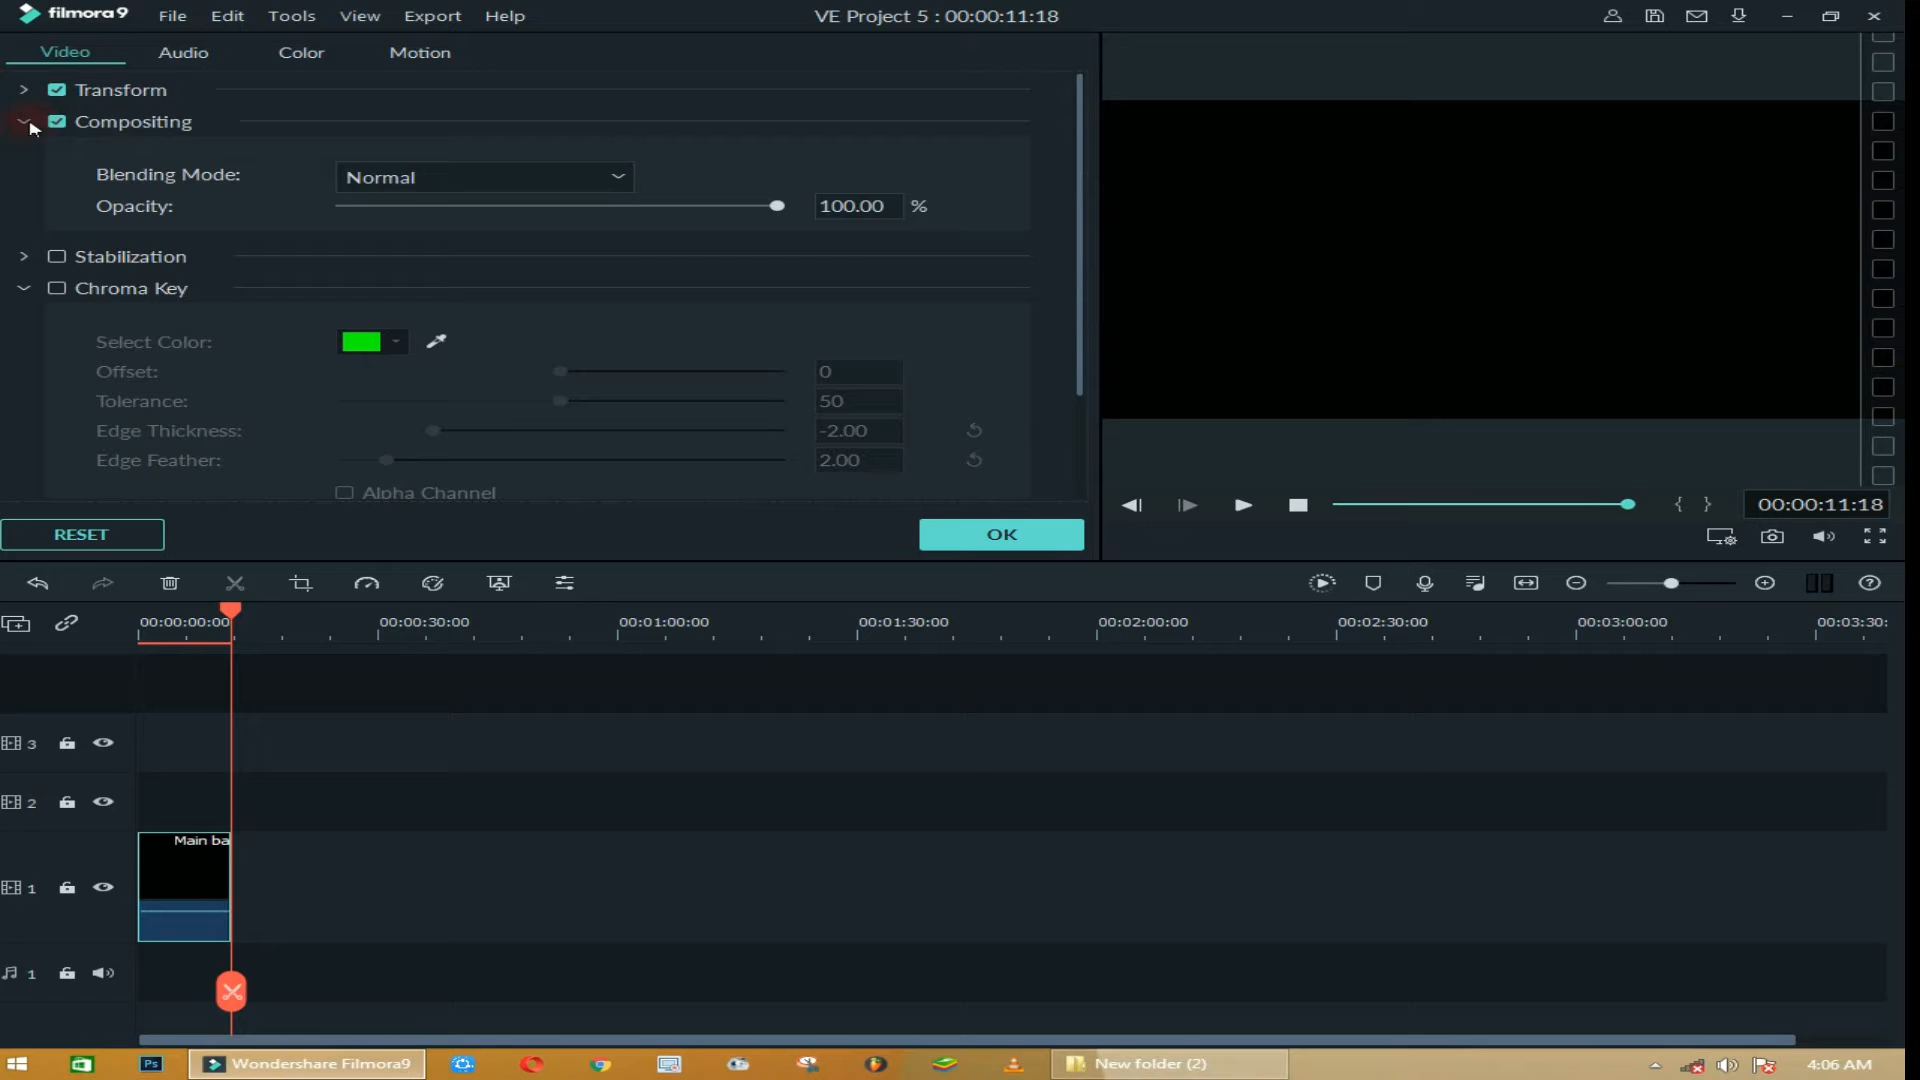 filmora9 File Edit Tools View Export Help VE Project 5 : 00:00:11:18
Video Audio Color Motion
Transform
Compositing
Blending Mode: Normal
Opacity: 100.00 %
Stabilization
Chroma Key
Select Color:
Offset: 0
Tolerance: 50
Edge Thickness: -2.00
Edge Feather: 2.00
Alpha Channel
00:00:11:18
RESET OK
00:00:00:00 00:00:30:00 00:01:00:00 00:01:30:00 00:02:00:00 00:02:30:00 00:03:00:00 00:03:30:
3
2
Main ba
1
1
Ps Wondershare Filmora9 New folder (2) 4:06 AM